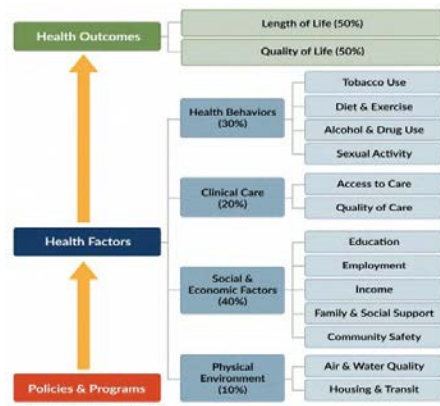 Health Outcomes
Length of Life (50%)
Quality of Life (50%)
Health Factors
Health Behaviors
(30%)
Tobacco Use
Diet & Exercise
Alcohol & Drug Use
Sexual Activity
Clinical Care
(20%)
Access to Care
Quality of Care
Social &
Economic Factors
(40%)
Education
Employment
Income
Family & Social Support
Community Safety
Physical
Environment
(10%)
Air & Water Quality
Housing & Transit
Policies & Programs